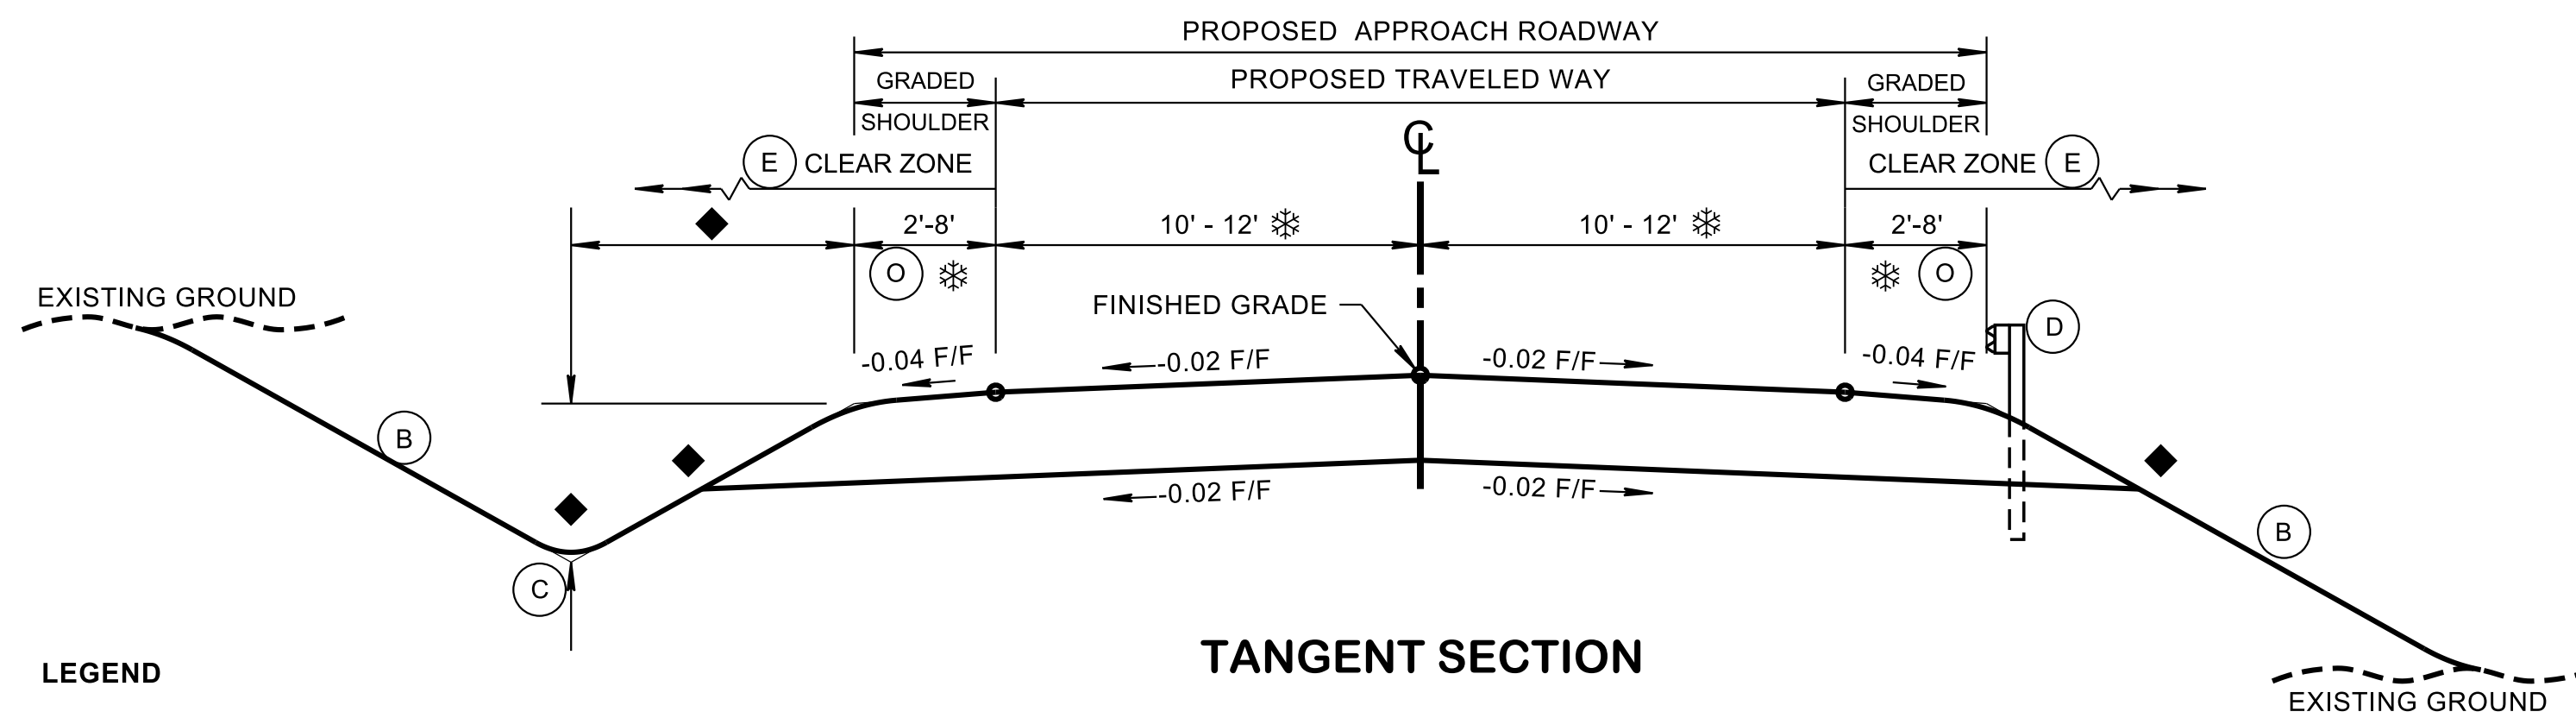 PROPOSED APPROACH ROADWAY
GRADED
PROPOSED TRAVELED WAY
GRADED
SHOULDER
SHOULDER
E CLEAR ZONE
CL
CLEAR ZONE E
2'-8'
10' - 12'
10' - 12'
2'-8'
O
O
EXISTING GROUND
FINISHED GRADE
D
-0.04 F/F
-0.02 F/F
-0.02 F/F
-0.04 F/F
B
-0.02 F/F
-0.02 F/F
B
C
TANGENT SECTION
LEGEND
EXISTING GROUND